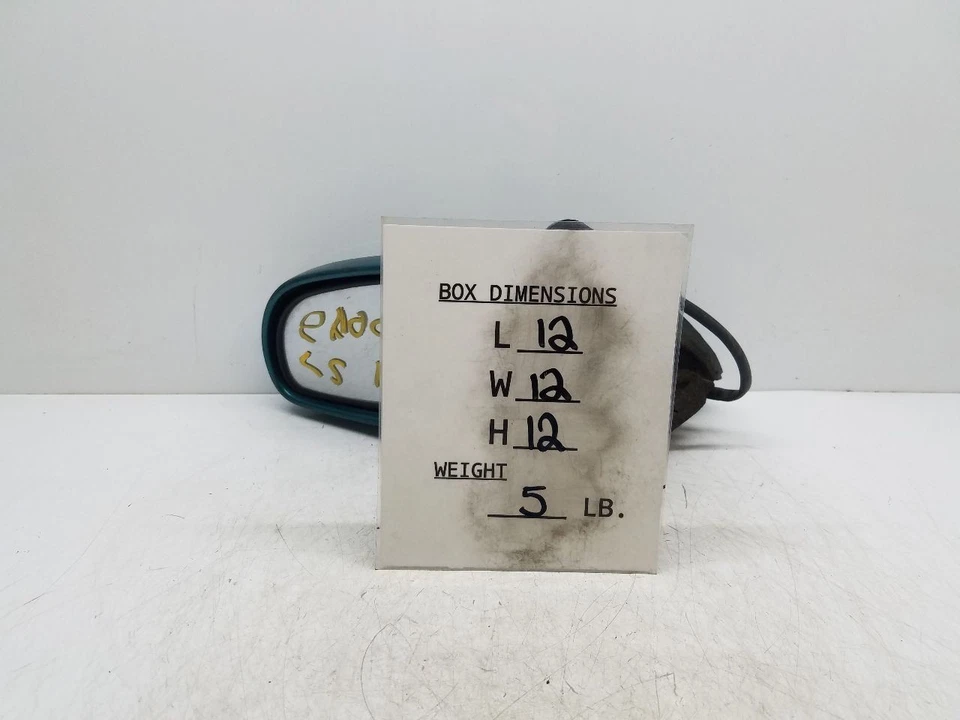 BOX DIMENSIONS
L 12
W 12
H 12
WEIGHT
5 LB.